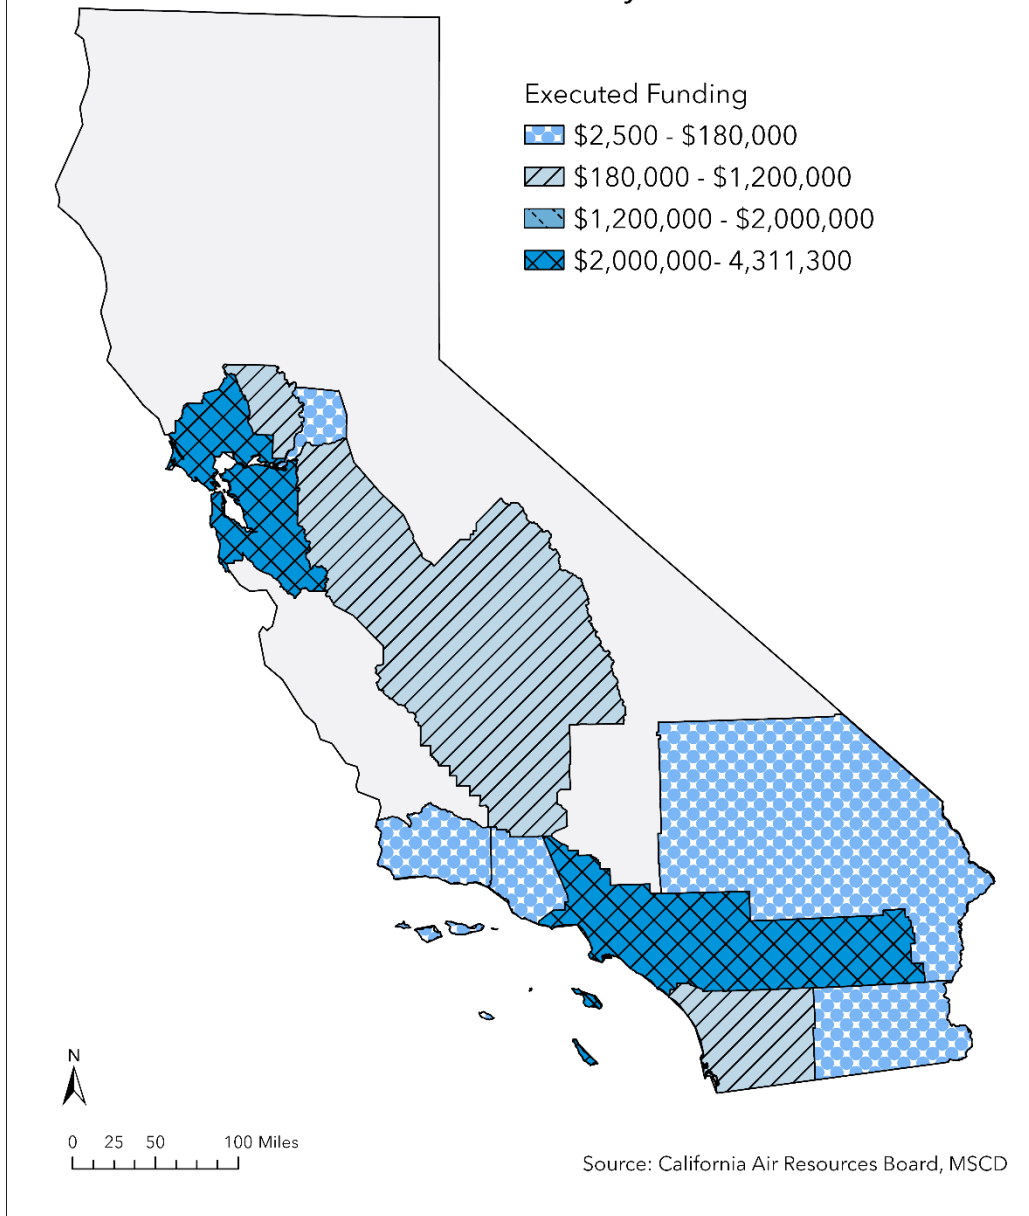 Executed Funding
$2,500 - $180,000
$180,000 - $1,200,000
$1,200,000 - $2,000,000
$2,000,000- 4,311,300
N
0 25 50 100 Miles
Source: California Air Resources Board, MSCD